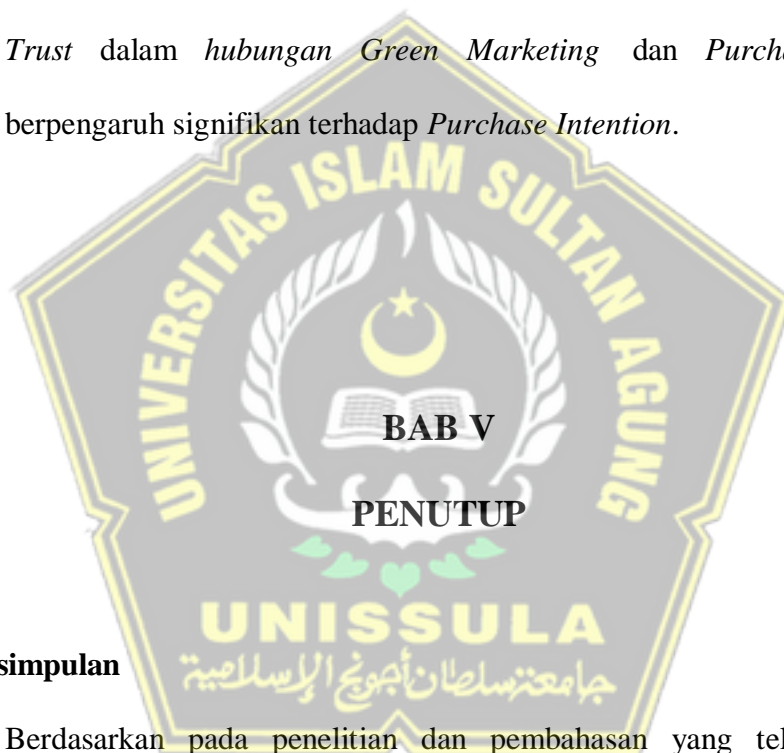 Trust dalam hubungan Green Marketing dan Purcha
berpengaruh signifikan terhadap Purchase Intention.
UNIVERSITAS ISLAM SULTAN AGUNG
BAB V
PENUTUP
UNISSULA
جامعة سلطان أجونج الإسلامية
simpulan
Berdasarkan pada penelitian dan pembahasan yang tel